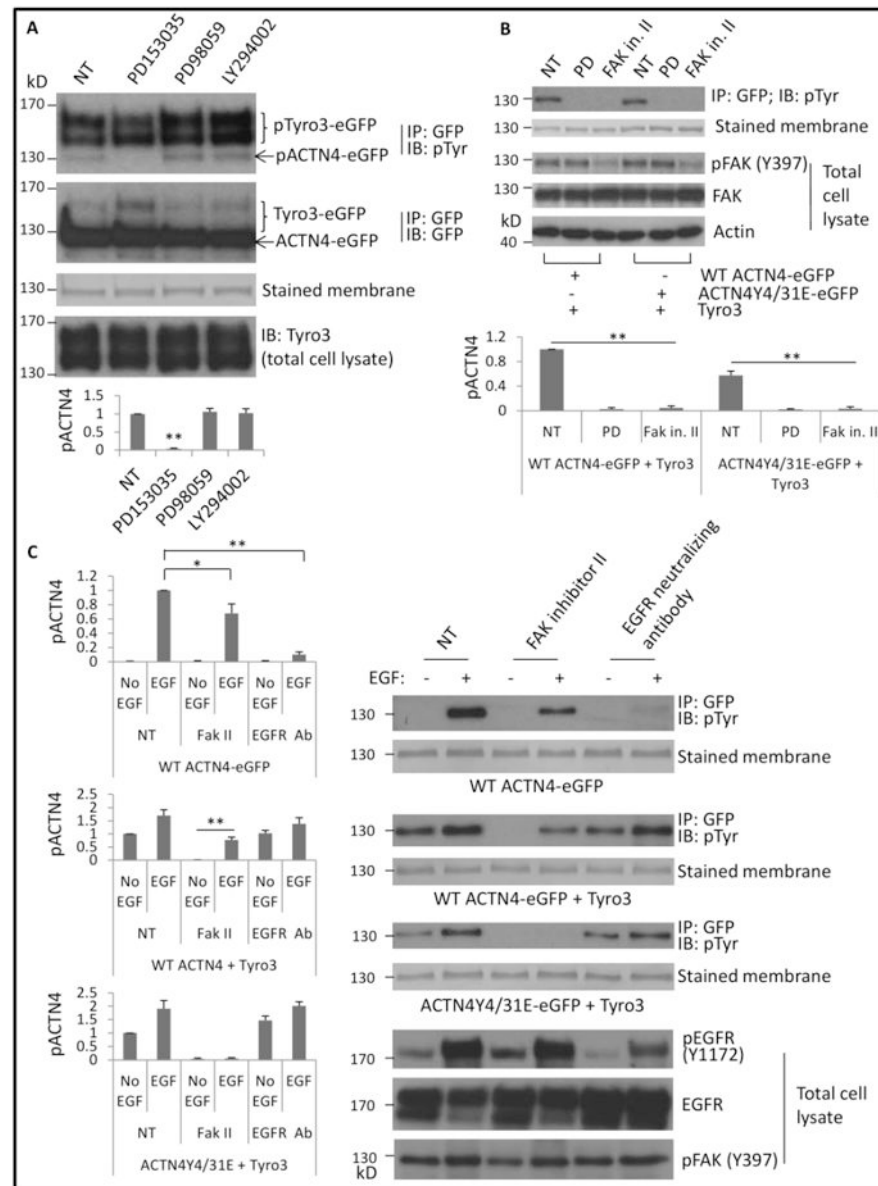 A
NT
PD153035
PD98059
LY294002
kD
170
130
pTyro3-eGFP
pACTN4-eGFP
IP: GFP
IB: pTyr
170
130
Tyro3-eGFP
ACTN4-eGFP
IP: GFP
IB: GFP
130
Stained membrane
170
130
IB: Tyro3
(total cell lysate)
pACTN4
1.5
1
0.5
0
**
NT
PD153035
PD98059
LY294002
B
NT
PD
FAK in. II
NT
PD
FAK in. II
130
IP: GFP; IB: pTyr
130
Stained membrane
130
pFAK (Y397)
130
FAK
kD
40
Actin
Total
cell
lysate
+ - WT ACTN4-eGFP
- + ACTN4Y4/31E-eGFP
+ + Tyro3
pACTN4
1.2
0.8
0.4
0
**
**
NT PD Fak in. II NT PD Fak in. II
WT ACTN4-eGFP + Tyro3
ACTN4Y4/31E-eGFP +
Tyro3
C
pACTN4
1.2
1
0.8
0.6
0.4
0.2
0
**
*
No EGF No EGF No EGF
EGF EGF EGF
NT Fak II EGFR Ab
WT ACTN4-eGFP
pACTN4
2.5
2
1.5
1
0.5
0
**
No EGF No EGF No EGF
EGF EGF EGF
NT Fak II EGFR Ab
WT ACTN4 + Tyro3
pACTN4
2.5
2
1.5
1
0.5
0
No EGF No EGF No EGF
EGF EGF EGF
NT Fak II EGFR Ab
ACTN4Y4/31E + Tyro3
NT
FAK inhibitor II
EGFR neutralizing
antibody
EGF: - + - + - +
130
IP: GFP
IB: pTyr
130
Stained membrane
WT ACTN4-eGFP
130
IP: GFP
IB: pTyr
130
Stained membrane
WT ACTN4-eGFP + Tyro3
130
IP: GFP
IB: pTyr
130
Stained membrane
ACTN4Y4/31E-eGFP + Tyro3
170
pEGFR
(Y1172)
170
EGFR
130
kD
pFAK (Y397)
Total cell
lysate